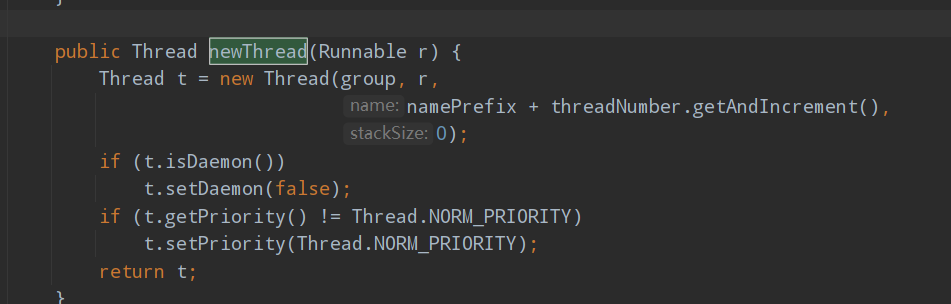 }
public Thread newThread(Runnable r) {
Thread t = new Thread(group, r,
name: namePrefix + threadNumber.getAndIncrement(),
stackSize: 0);
if (t.isDaemon())
t.setDaemon(false);
if (t.getPriority() != Thread.NORM_PRIORITY)
t.setPriority(Thread.NORM_PRIORITY);
return t;
}